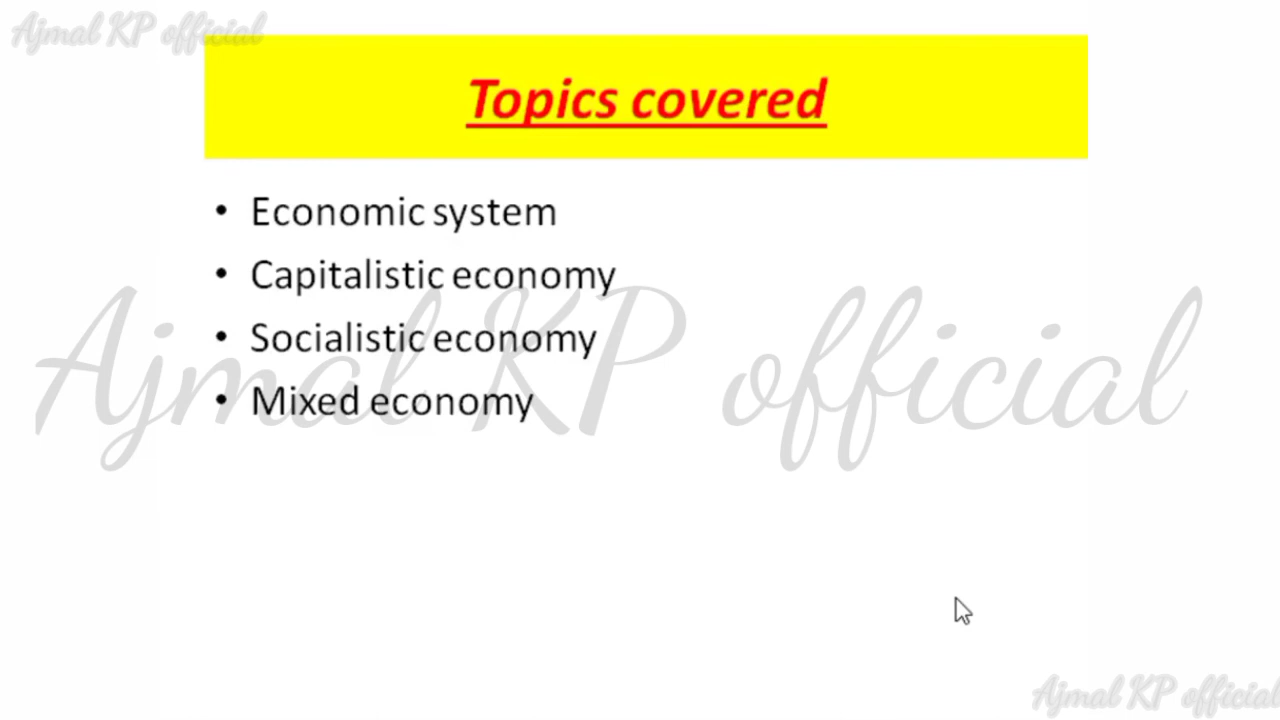 Ajmal KP official
Topics covered
• Economic system
• Capitalistic economy
• Socialistic economy
• Mixed economy
Ajmal KP official
Ajmal KP official